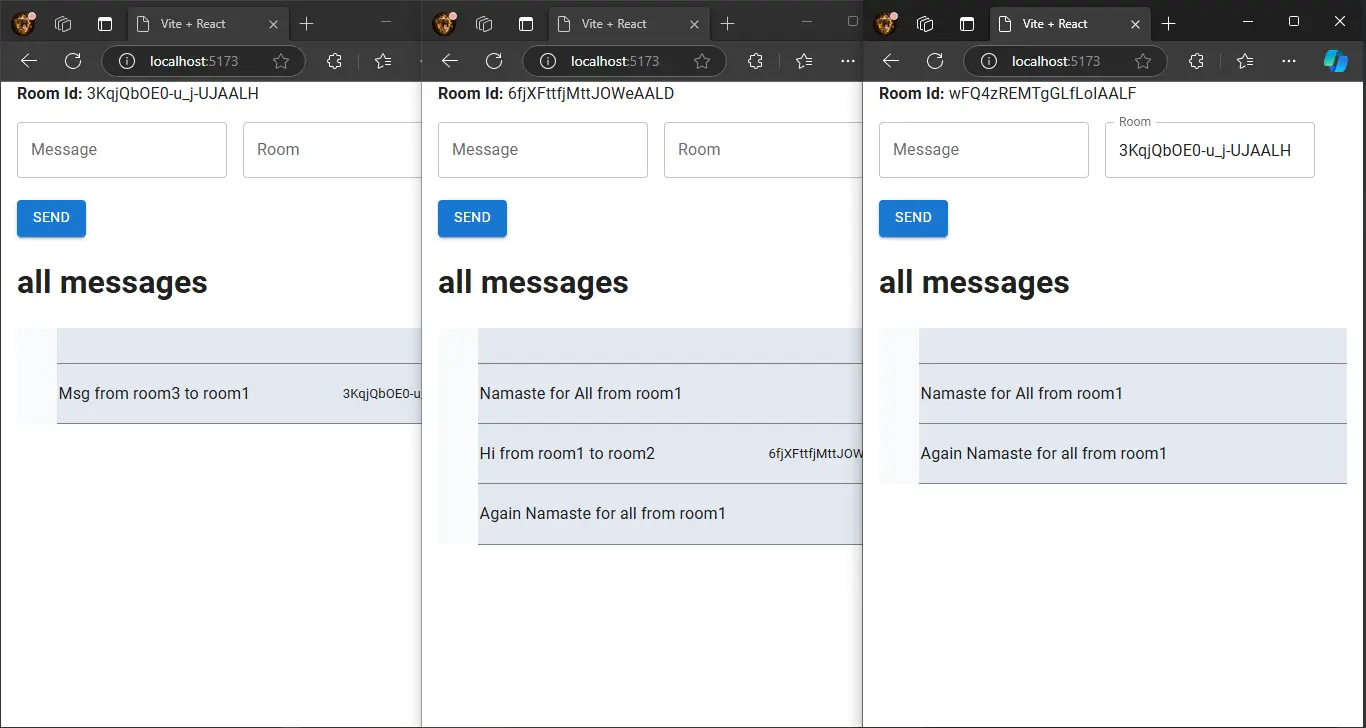 Vite + React
localhost:5173
Room Id: 3KqjQbOE0-u_j-UJAALH
Message
Room
SEND
all messages
Msg from room3 to room1
3KqjQbOE0-u_
Vite + React
localhost:5173
Room Id: 6fjXFttfjMttJOWeAALD
Message
Room
SEND
all messages
Namaste for All from room1
Hi from room1 to room2
6fjXFttfjMttJOW
Again Namaste for all from room1
Vite + React
localhost:5173
Room Id: wFQ4zREMTgGLfLoIAALF
Message
Room
3KqjQbOE0-u_j-UJAALH
SEND
all messages
Namaste for All from room1
Again Namaste for all from room1